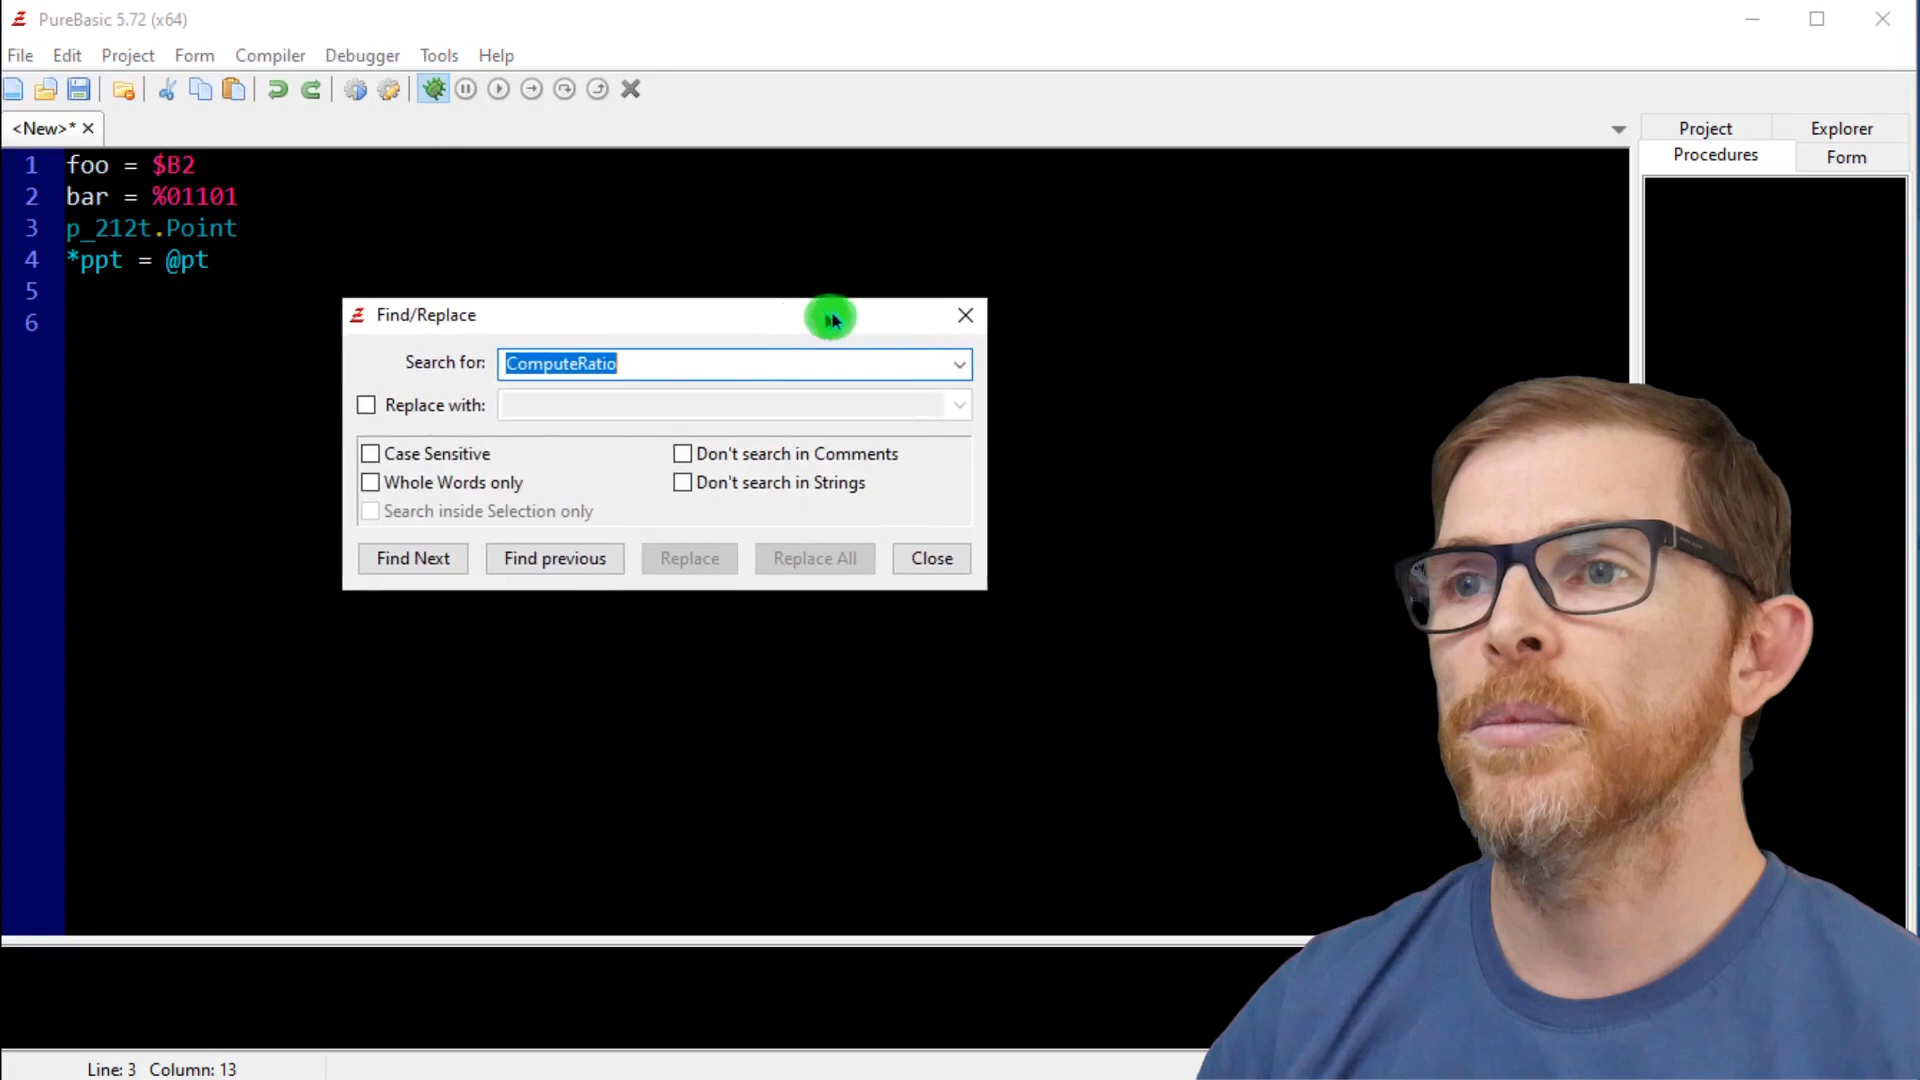 PureBasic 5.72 (x64)
File Edit Project Form Compiler Debugger Tools Help
<New>*
Project Explorer
Procedures Form
1 foo = $B2
2 bar = %01101
3 p_212t.Point
4 *ppt = @pt
5
6
Find/Replace
Search for: ComputeRatio
Replace with:
Case Sensitive Don't search in Comments
Whole Words only Don't search in Strings
Search inside Selection only
Find Next Find previous Replace Replace All Close
Line: 3 Column: 13